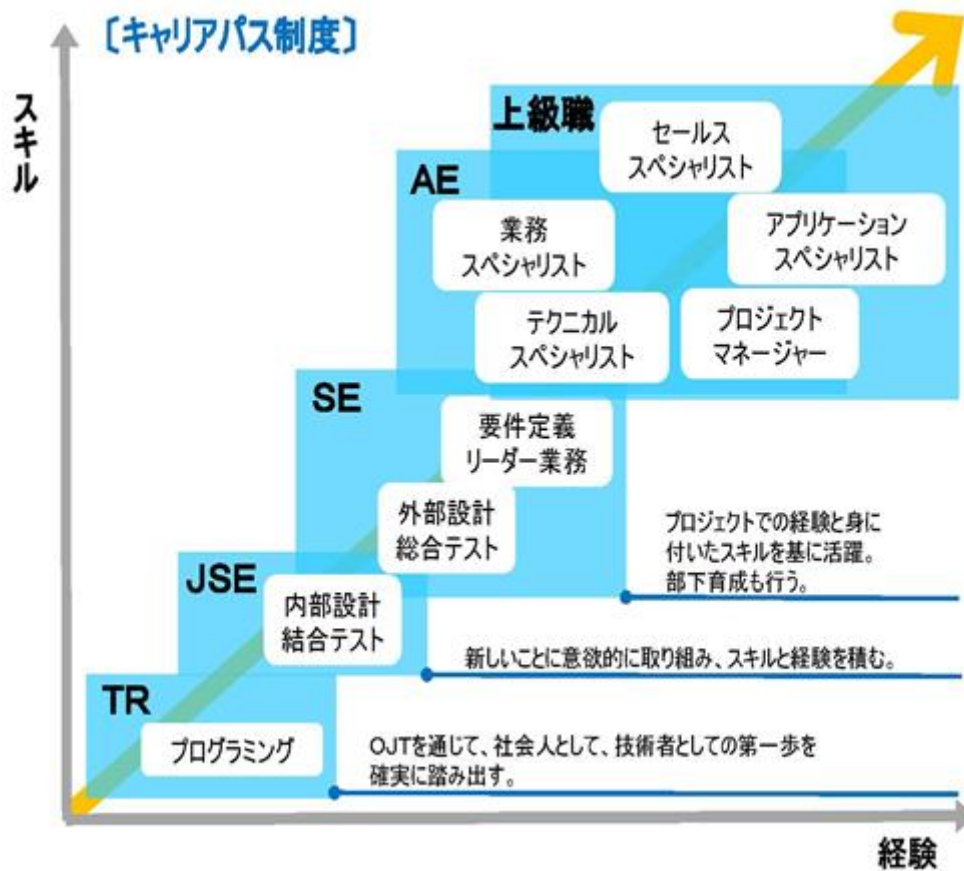 〔キャリアパス制度〕
スキル
上級職
セールス
スペシャリスト
AE
業務
スペシャリスト
アプリケーション
スペシャリスト
テクニカル
スペシャリスト
プロジェクト
マネージャー
SE
要件定義
リーダー業務
外部設計
総合テスト
プロジェクトでの経験と身に
付いたスキルを基に活躍。
部下育成も行う。
JSE
内部設計
結合テスト
新しいことに意欲的に取り組み、スキルと経験を積む。
TR
プログラミング
OJTを通じて、社会人として、技術者としての第一歩を
確実に踏み出す。
経験